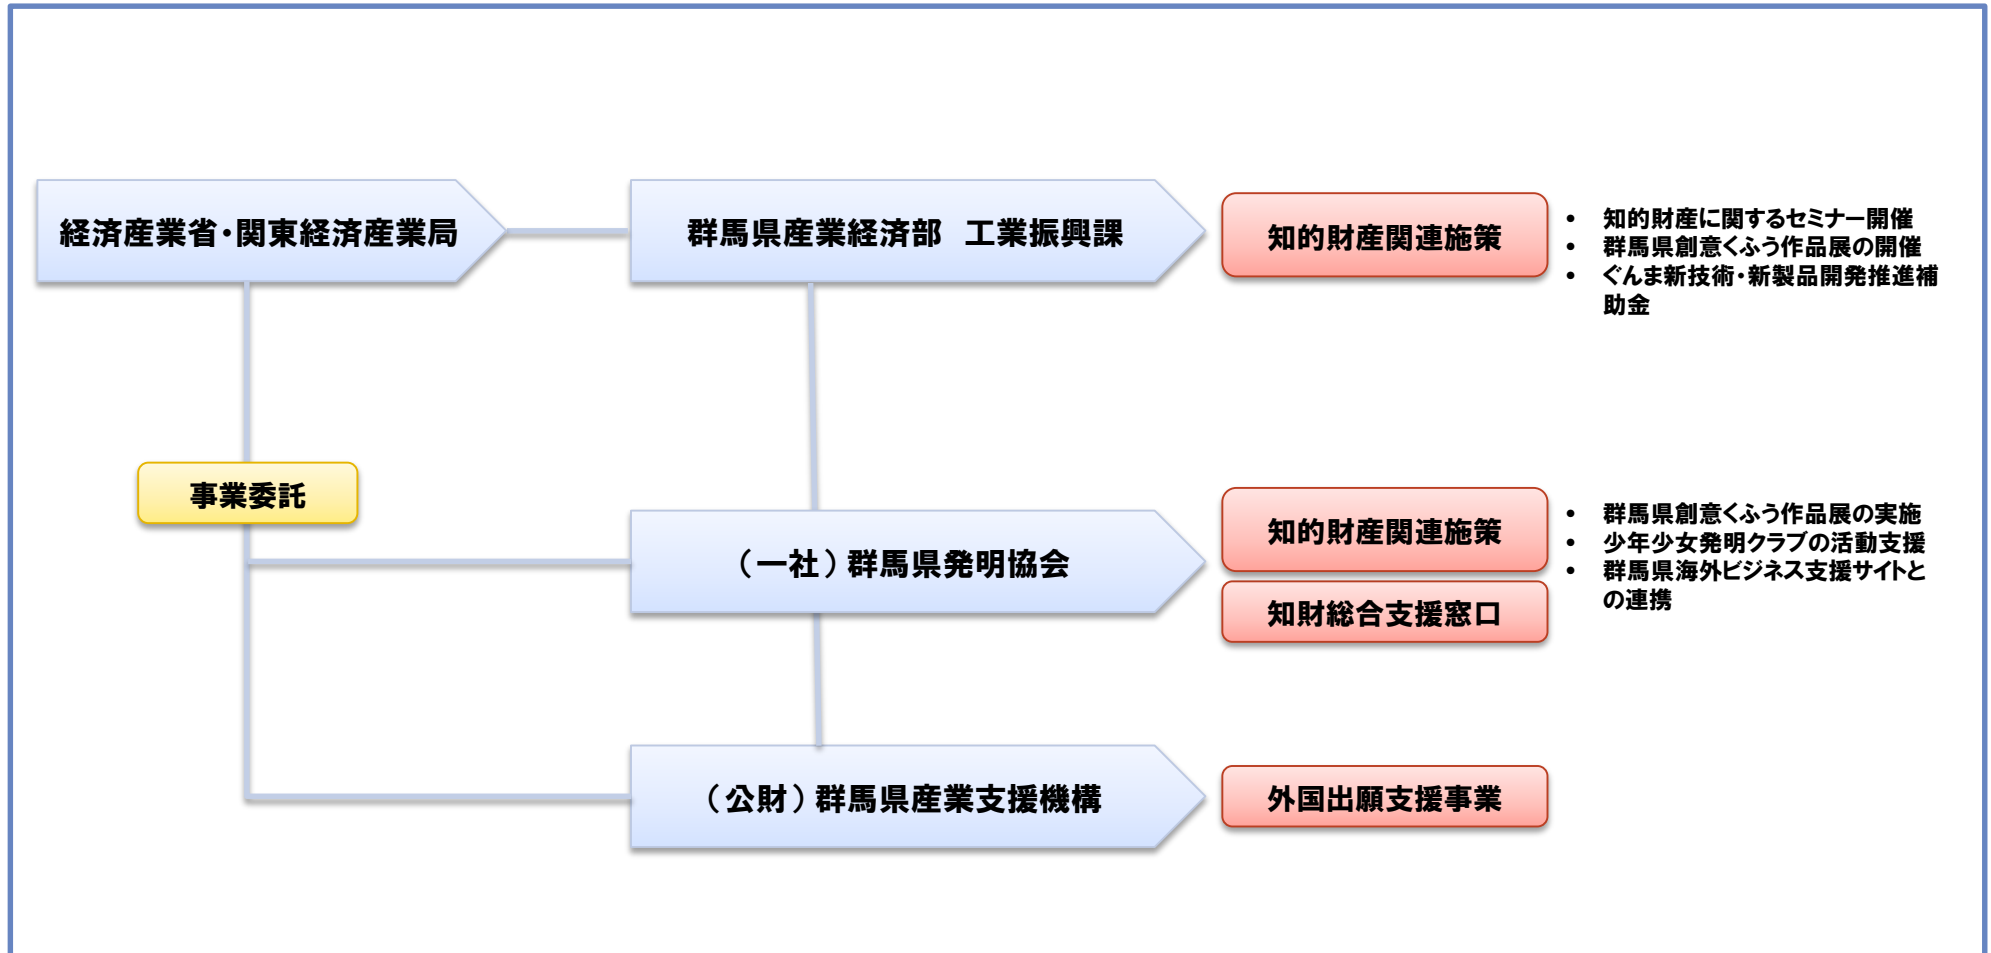 経済産業省・関東経済産業局
群馬県産業経済部　工業振興課
知的財産関連施策
• 知的財産に関するセミナー開催
• 群馬県創意くふう作品展の開催
• ぐんま新技術・新製品開発推進補
助金
事業委託
（一社）群馬県発明協会
知的財産関連施策
知財総合支援窓口
• 群馬県創意くふう作品展の実施
• 少年少女発明クラブの活動支援
• 群馬県海外ビジネス支援サイトと
の連携
（公財）群馬県産業支援機構
外国出願支援事業